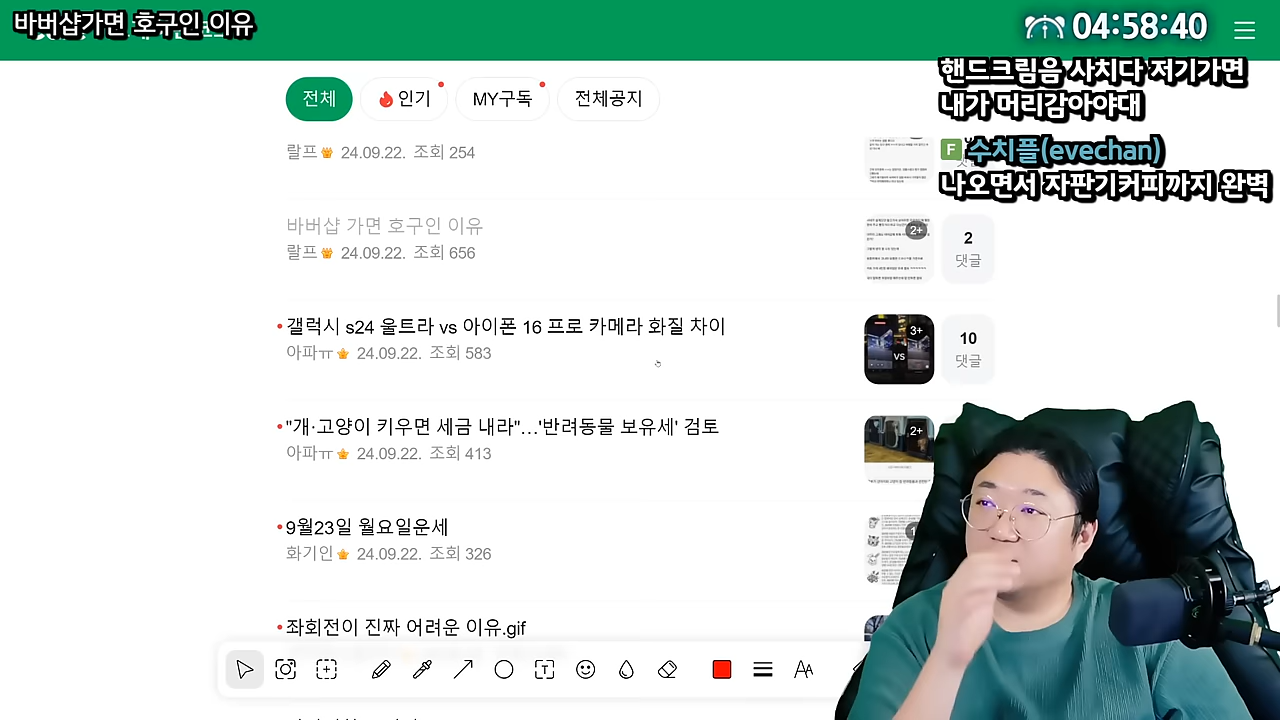 바버샵가면 호구인 이유
04:58:40
핸드크림음 사치다 저기가면
내가 머리감아야대
F 수치플(evechan)
나오면서 자판기커피까지 완벽
전체
인기
MY구독
전체공지
랄프 24.09.22. 조회 254
바버샵 가면 호구인 이유
랄프 24.09.22. 조회 656
2+
2
댓글
갤럭시 s24 울트라 vs 아이폰 16 프로 카메라 화질 차이
아파ㅠ 24.09.22. 조회 583
3+
VS
10
댓글
"개·고양이 키우면 세금 내라"…'반려동물 보유세' 검토
아파ㅠ 24.09.22. 조회 413
2+
9월23일 월요일운세
화기인 24.09.22. 조회 326
좌회전이 진짜 어려운 이유.gif